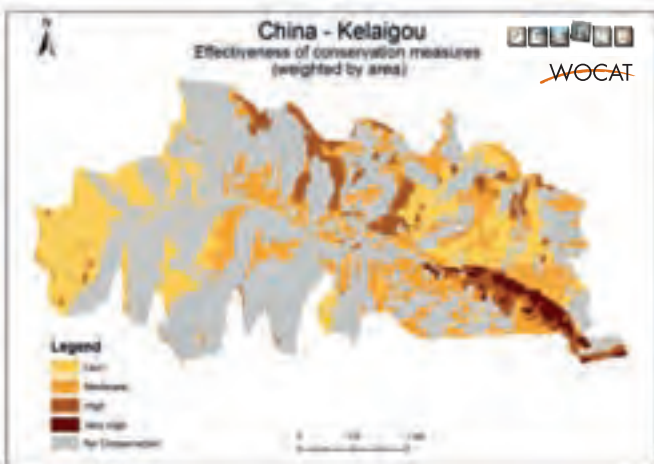 N
China - Kelaigou
Effectiveness of conservation measures
(weighted by area)
WOCAT
Legend
Low
Moderate
High
Very High
No Conservation